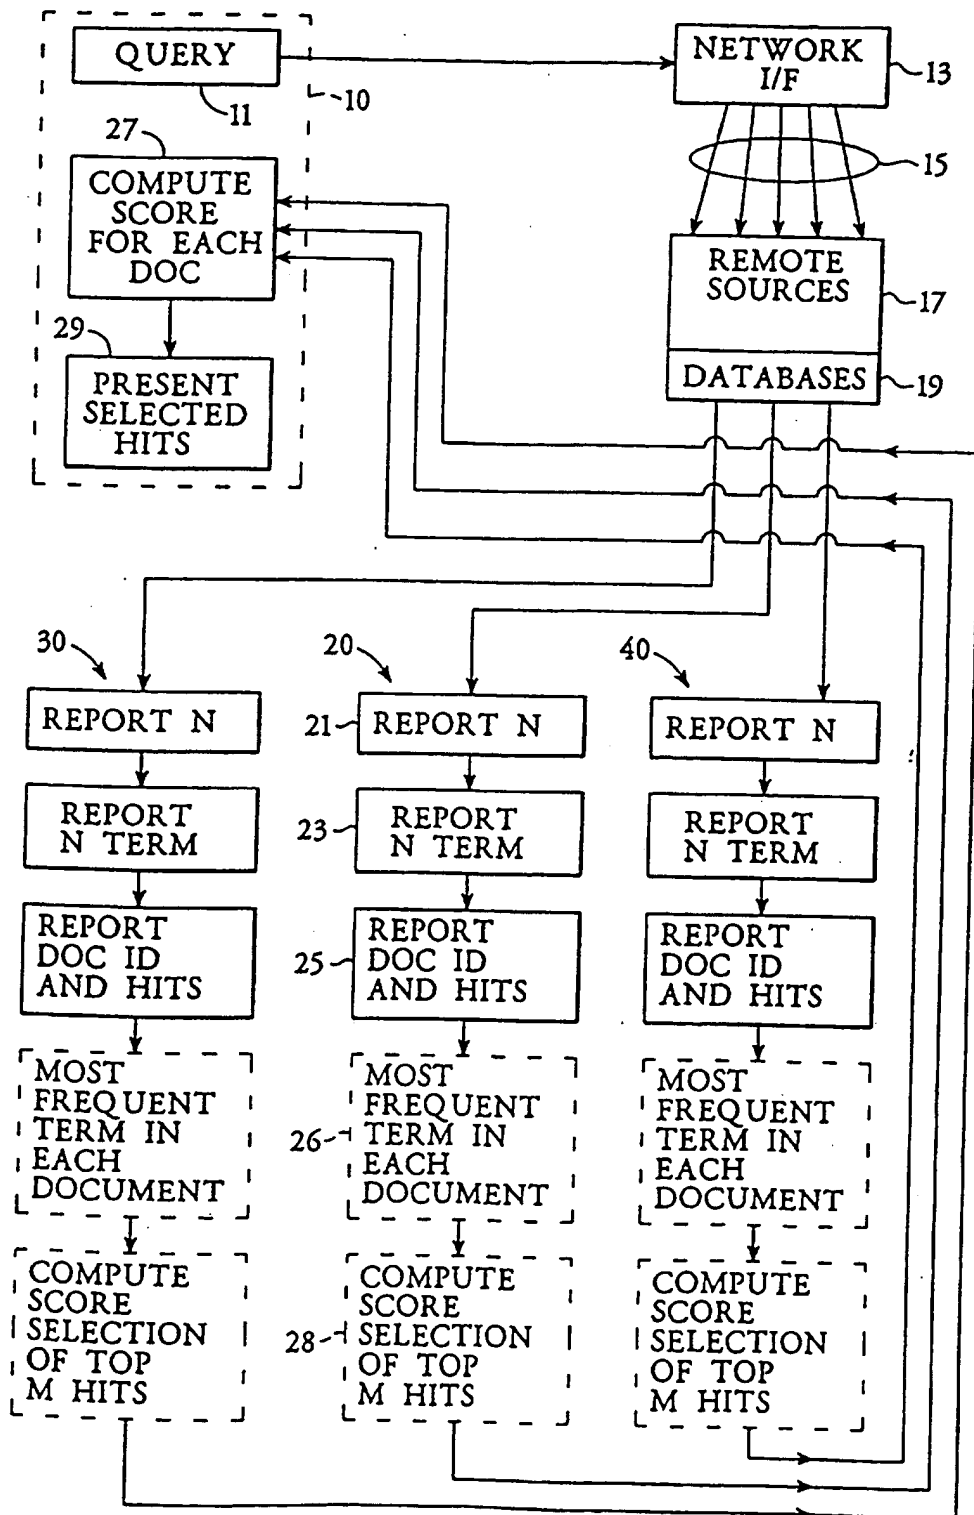 QUERY
11
10
NETWORK
I/F
13
15
27
COMPUTE
SCORE
FOR EACH
DOC
REMOTE
SOURCES
17
DATABASES
19
29
PRESENT
SELECTED
HITS
30
REPORT N
REPORT
N TERM
REPORT
DOC ID
AND HITS
MOST
FREQUENT
TERM IN
EACH
DOCUMENT
COMPUTE
SCORE
SELECTION
OF TOP
M HITS
20
21
REPORT N
23
REPORT
N TERM
25
REPORT
DOC ID
AND HITS
26
MOST
FREQUENT
TERM IN
EACH
DOCUMENT
28
COMPUTE
SCORE
SELECTION
OF TOP
M HITS
40
REPORT N
REPORT
N TERM
REPORT
DOC ID
AND HITS
MOST
FREQUENT
TERM IN
EACH
DOCUMENT
COMPUTE
SCORE
SELECTION
OF TOP
M HITS